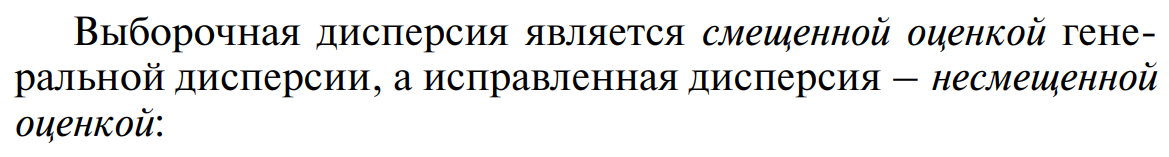 Выборочная дисперсия является смещенной оценкой гене-
ральной дисперсии, а исправленная дисперсия – несмещенной
оценкой: